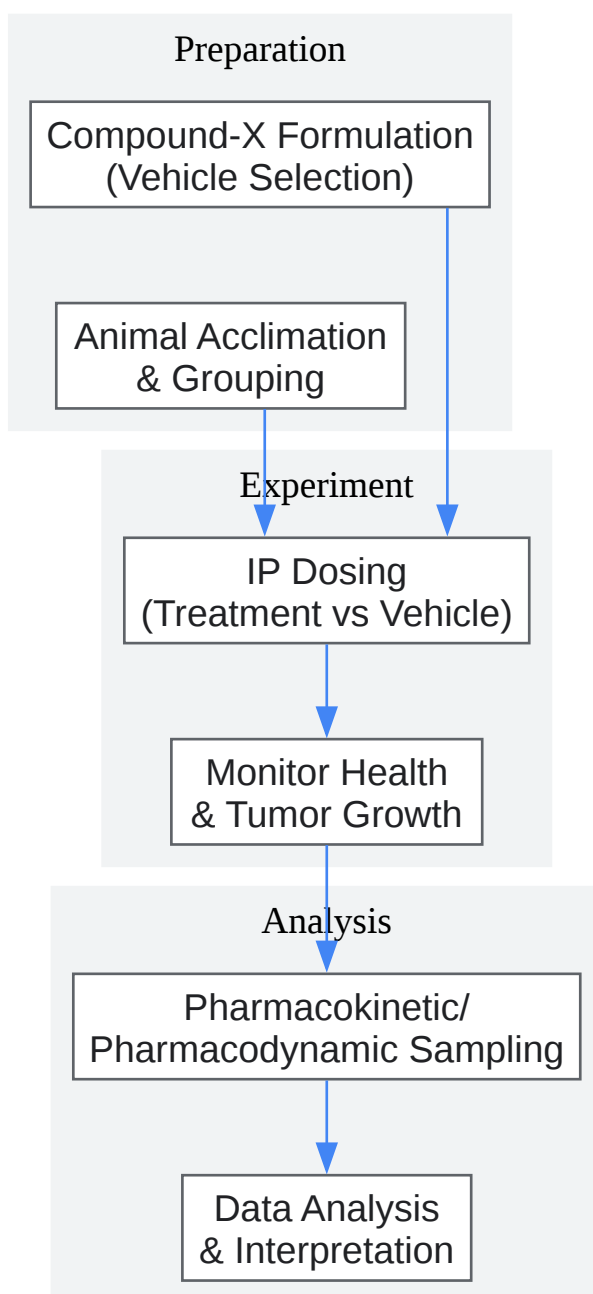 Preparation
Compound-X Formulation
(Vehicle Selection)
Animal Acclimation
& Grouping
Experiment
IP Dosing
(Treatment vs Vehicle)
Monitor Health
& Tumor Growth
Analysis
Pharmacokinetic/
Pharmacodynamic Sampling
Data Analysis
& Interpretation